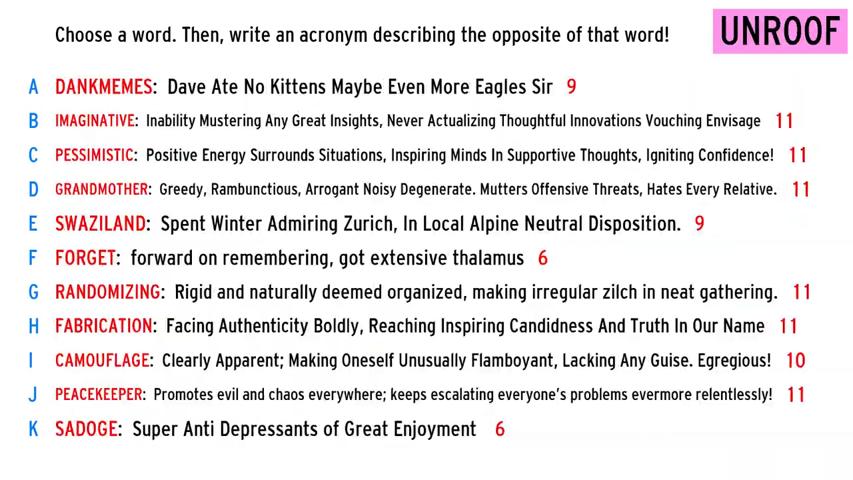 Choose a word. Then, write an acronym describing the opposite of that word!
UNROOF
A DANKMEMES: Dave Ate No Kittens Maybe Even More Eagles Sir 9
B IMAGINATIVE: Inability Mustering Any Great Insights, Never Actualizing Thoughtful Innovations Vouching Envisage 11
C PESSIMISTIC: Positive Energy Surrounds Situations, Inspiring Minds In Supportive Thoughts, Igniting Confidence! 11
D GRANDMOTHER: Greedy, Rambunctious, Arrogant Noisy Degenerate. Mutters Offensive Threats, Hates Every Relative. 11
E SWAZILAND: Spent Winter Admiring Zurich, In Local Alpine Neutral Disposition. 9
F FORGET: forward on remembering, got extensive thalamus 6
G RANDOMIZING: Rigid and naturally deemed organized, making irregular zilch in neat gathering. 11
H FABRICATION: Facing Authenticity Boldly, Reaching Inspiring Candidness And Truth In Our Name 11
I CAMOUFLAGE: Clearly Apparent; Making Oneself Unusually Flamboyant, Lacking Any Guise. Egregious! 10
J PEACEKEEPER: Promotes evil and chaos everywhere; keeps escalating everyone's problems evermore relentlessly! 11
K SADOGE: Super Anti Depressants of Great Enjoyment 6